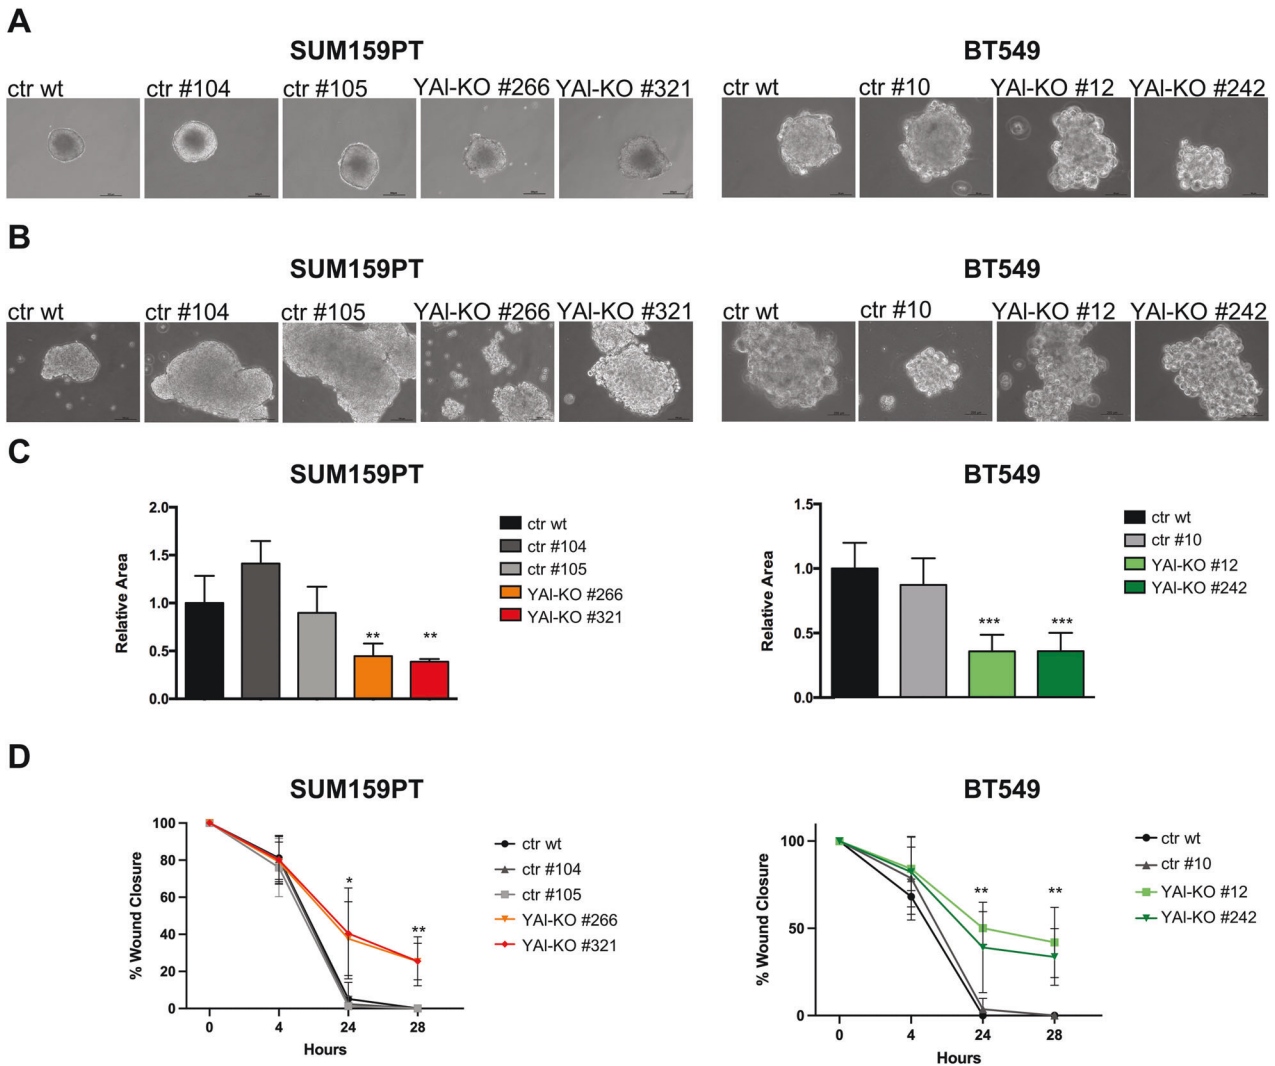 A
SUM159PT
BT549
ctr wt
ctr #104
ctr #105
YAI-KO #266
YAI-KO #321
ctr wt
ctr #10
YAI-KO #12
YAI-KO #242
B
SUM159PT
BT549
ctr wt
ctr #104
ctr #105
YAI-KO #266
YAI-KO #321
ctr wt
ctr #10
YAI-KO #12
YAI-KO #242
C
SUM159PT
Relative Area
2.0
1.5
1.0
0.5
0.0
**
**
ctr wt
ctr #104
ctr #105
YAI-KO #266
YAI-KO #321
BT549
Relative Area
1.5
1.0
0.5
0.0
***
***
ctr wt
ctr #10
YAI-KO #12
YAI-KO #242
D
SUM159PT
% Wound Closure
100
80
60
40
20
0
*
**
0
4
24
28
Hours
ctr wt
ctr #104
ctr #105
YAI-KO #266
YAI-KO #321
BT549
% Wound Closure
100
50
0
**
**
0
4
24
28
Hours
ctr wt
ctr #10
YAI-KO #12
YAI-KO #242